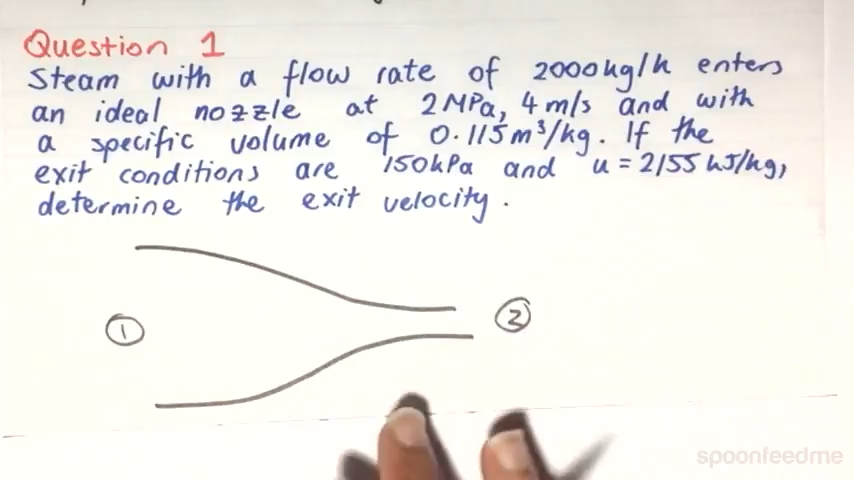 Question 1
Steam with a flow rate of 2000kg/h enters
an ideal nozzle at 2MPa, 4m/s and with
a specific volume of 0.115m³/kg. If the
exit conditions are 150kPa and u=2155kJ/kg,
determine the exit velocity.
1
2
spoonfeedme